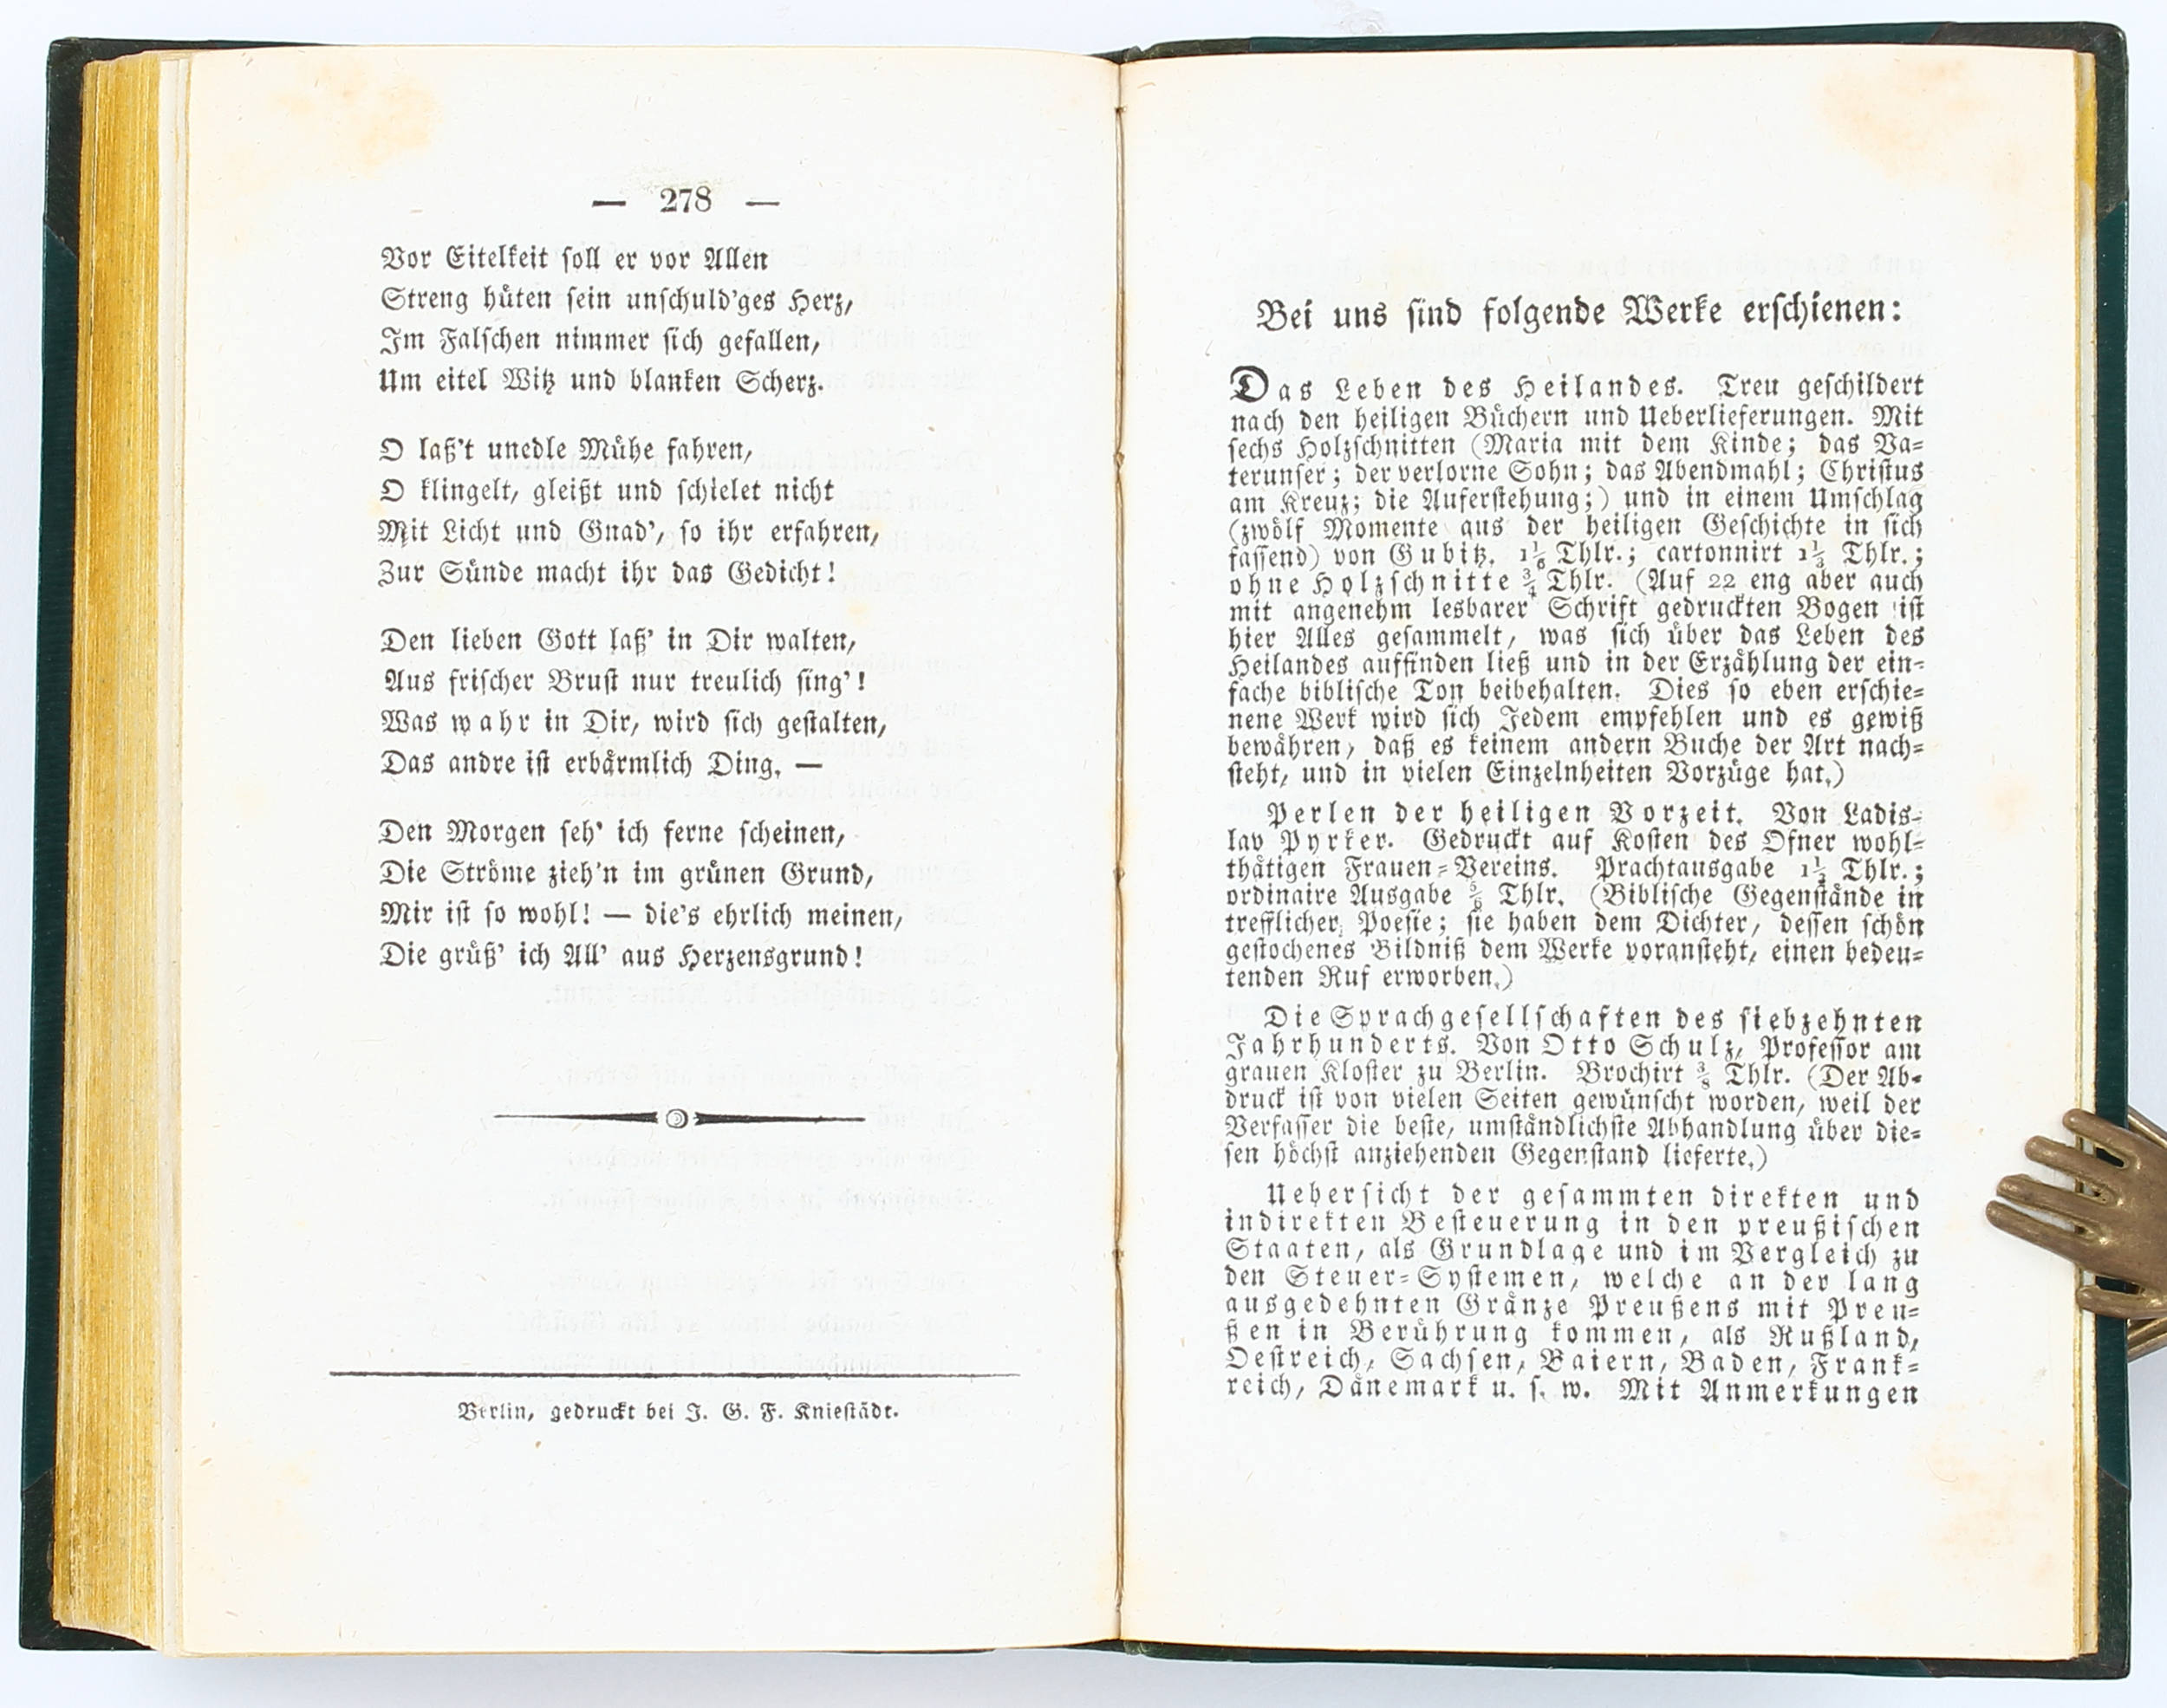 — 278 —
Vor Eitelkeit ſoll er vor Allen
Streng hüten ſein unſchuld'ges Herz,
Im Falſchen nimmer ſich gefallen,
Um eitel Witz und blanken Scherz.
O laß't unedle Mühe fahren,
O klingelt, gleißt und ſchielet nicht
Mit Licht und Gnad', ſo ihr erfahren,
Zur Sünde macht ihr das Gedicht!
Den lieben Gott laß' in Dir walten,
Aus friſcher Bruſt nur treulich ſing'!
Was wahr in Dir, wird ſich geſtalten,
Das andre iſt erbärmlich Ding. —
Den Morgen ſeh' ich ferne ſcheinen,
Die Ströme zieh'n im grünen Grund,
Mir iſt ſo wohl! — die's ehrlich meinen,
Die grüß' ich All' aus Herzensgrund!
Berlin, gedruckt bei J. G. F. Knieſtädt.
Bei uns ſind folgende Werke erſchienen:
Das Leben des Heilandes. Treu geſchildert
nach den heiligen Büchern und Ueberlieferungen. Mit
ſechs Holzſchnitten (Maria mit dem Kinde; das Va-
terunſer; der verlorne Sohn; das Abendmahl; Chriſtus
am Kreuz; die Auferſtehung;) und in einem Umſchlag
(zwölf Momente aus der heiligen Geſchichte in ſich
faſſend) von Gubitz. 1⅙ Thlr.; cartonnirt 1⅓ Thlr.;
ohne Holzſchnitte ¾ Thlr. (Auf 22 eng aber auch
mit angenehm lesbarer Schrift gedruckten Bogen iſt
hier Alles geſammelt, was ſich über das Leben des
Heilandes auffinden ließ und in der Erzählung der ein-
fache bibliſche Ton beibehalten. Dies ſo eben erſchie-
nene Werk wird ſich Jedem empfehlen und es gewiß
bewähren, daß es keinem andern Buche der Art nach-
ſteht, und in vielen Einzelnheiten Vorzüge hat.)
Perlen der heiligen Vorzeit. Von Ladis-
lav Pyrker. Gedruckt auf Koſten des Ofner wohl-
thätigen Frauen-Vereins. Prachtausgabe 1½ Thlr.;
ordinaire Ausgabe ⅚ Thlr. (Bibliſche Gegenſtände in
trefflicher Poeſie; ſie haben dem Dichter, deſſen ſchön
geſtochenes Bildniß dem Werke voranſteht, einen bedeu-
tenden Ruf erworben.)
Die Sprachgeſellſchaften des ſiebzehnten
Jahrhunderts. Von Otto Schulz, Profeſſor am
grauen Kloſter zu Berlin. Brochirt ⅜ Thlr. (Der Ab-
druck iſt von vielen Seiten gewünſcht worden, weil der
Verfaſſer die beſte, umſtändlichſte Abhandlung über die-
ſen höchſt anziehenden Gegenſtand lieferte.)
Ueberſicht der geſammten direkten und
indirekten Beſteuerung in den preußiſchen
Staaten, als Grundlage und im Vergleich zu
den Steuer-Syſtemen, welche an der lang
ausgedehnten Gränze Preußens mit Preu-
ßen in Berührung kommen, als Rußland,
Oeſtreich, Sachſen, Baiern, Baden, Frank-
reich, Dänemark u. ſ. w. Mit Anmerkungen